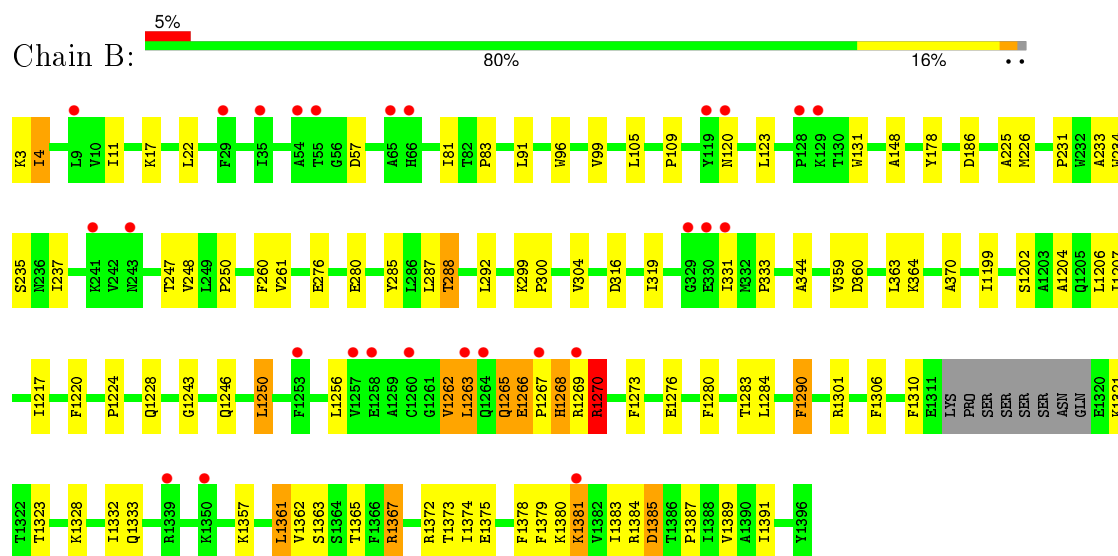 5%
Chain B:
80% 16% • •
K3 I4 L9 V10 I11 K17 L22 F29 I35 A54 T55 G56 D57 A65 H66 I81 T82 P83 L91 W96 V99 L105 P109 Y119 N120 L123 P128 K129 T130 W131 A148 Y178 D186 A225 M226 P231 W232 A233 W234
S235 N236 I237 K241 V242 N243 T247 V248 L249 P250 F260 V261 E276 E280 Y285 L286 L287 T288 L292 K299 P300 V304 D316 I319 G329 E330 I331 M332 P333 A344 V359 D360 L363 K364 A370 I1199 S1202 A1203 A1204 Q1205 L1206 I1207
I1217 F1220 P1224 Q1228 G1243 Q1246 L1250 F1253 L1256 V1257 E1258 A1259 C1260 G1261 V1262 L1263 Q1264 Q1265 E1266 P1267 H1268 R1269 R1270 F1273 E1276 F1280 T1283 L1284 F1290 R1301 F1306 F1310 E1311 LYS PRO SER SER SER SER ASN GLN E1320 K1321
T1322 T1323 K1328 I1332 Q1333 R1339 K1350 K1357 L1361 V1362 S1363 S1364 T1365 F1366 R1367 R1372 T1373 I1374 E1375 F1378 F1379 K1380 K1381 V1382 I1383 R1384 D1385 T1386 P1387 I1388 V1389 A1390 I1391 Y1396